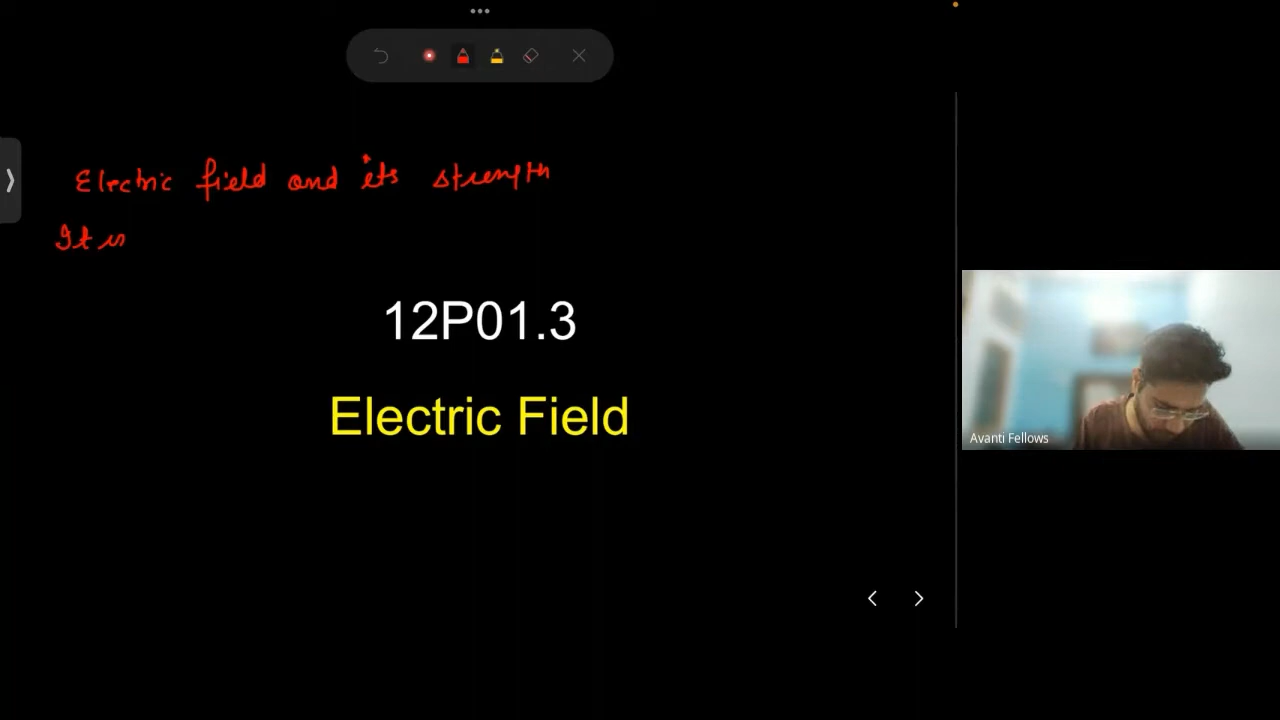 Electric field and its strength
It is
12P01.3
Electric Field
Avanti Fellows